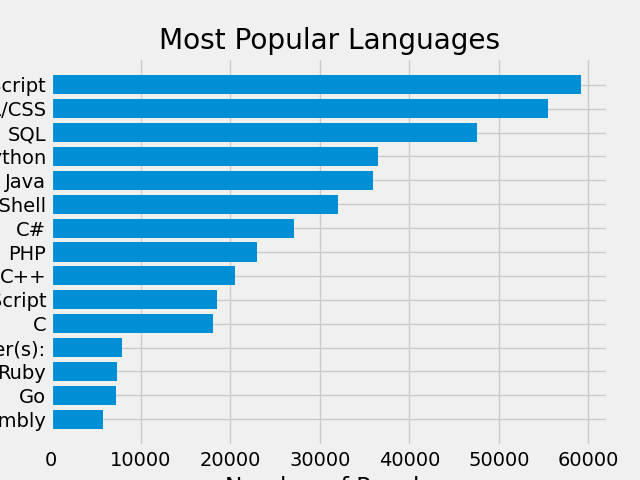 Most Popular Languages
cript
/CSS
SQL
ython
Java
Shell
C#
PHP
C++
Script
C
er(s):
Ruby
Go
mbly
0 10000 20000 30000 40000 50000 60000